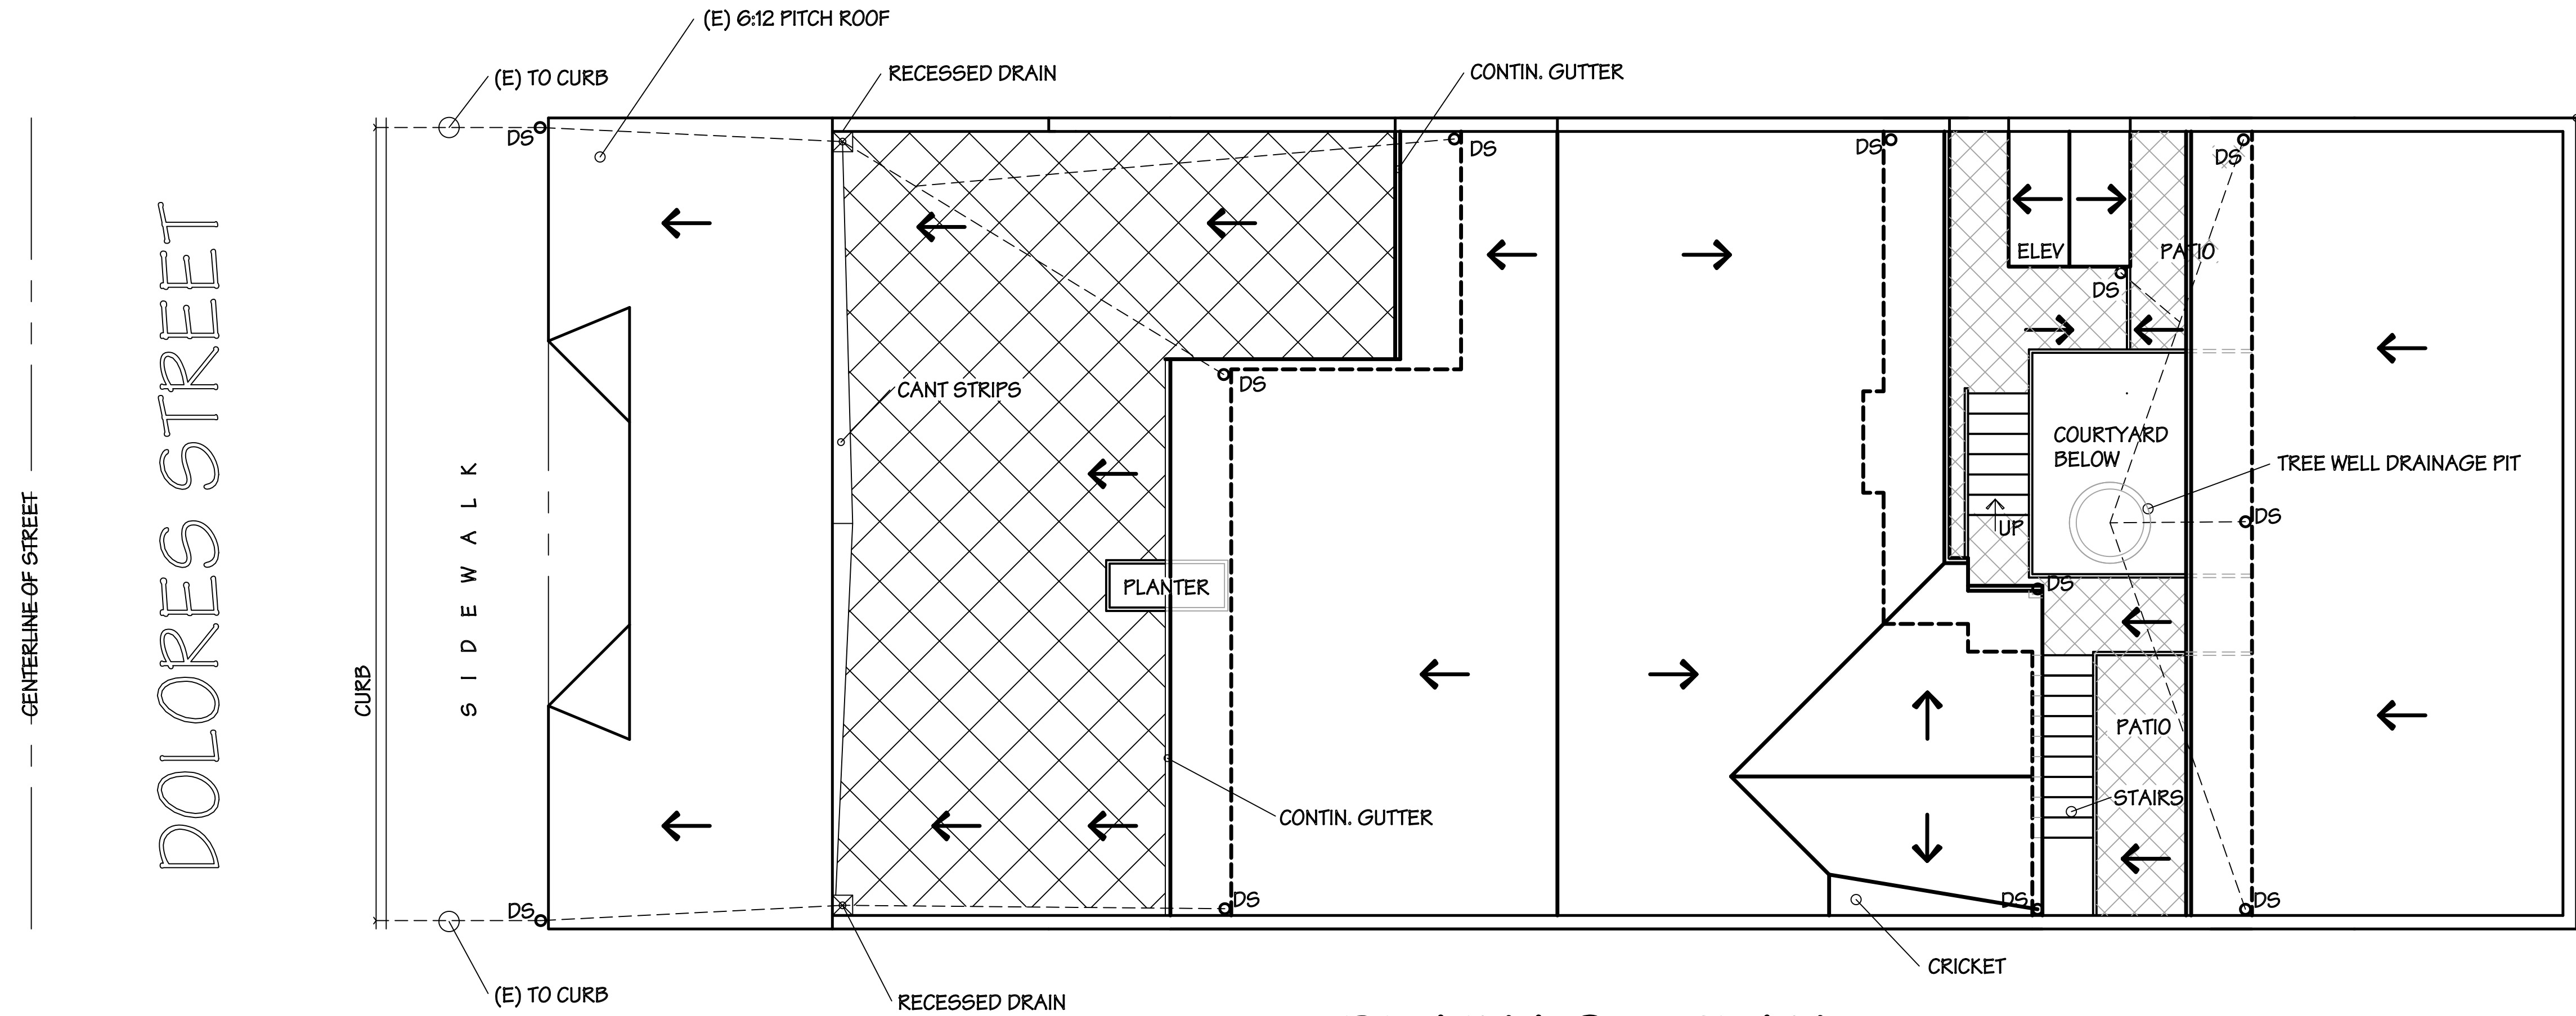 (E) 6:12 PITCH ROOF
(E) TO CURB
RECESSED DRAIN
CONTIN. GUTTER
DS
DS
DS
DS
ELEV
PATIO
DS
DS
CANT STRIPS
COURTYARD
BELOW
TREE WELL DRAINAGE PIT
DS
UP
DS
PLANTER
CENTERLINE OF STREET
DOLORES STREET
CURB
SIDEWALK
PATIO
STAIRS
CONTIN. GUTTER
DS
DS
DS
DS
CRICKET
(E) TO CURB
RECESSED DRAIN